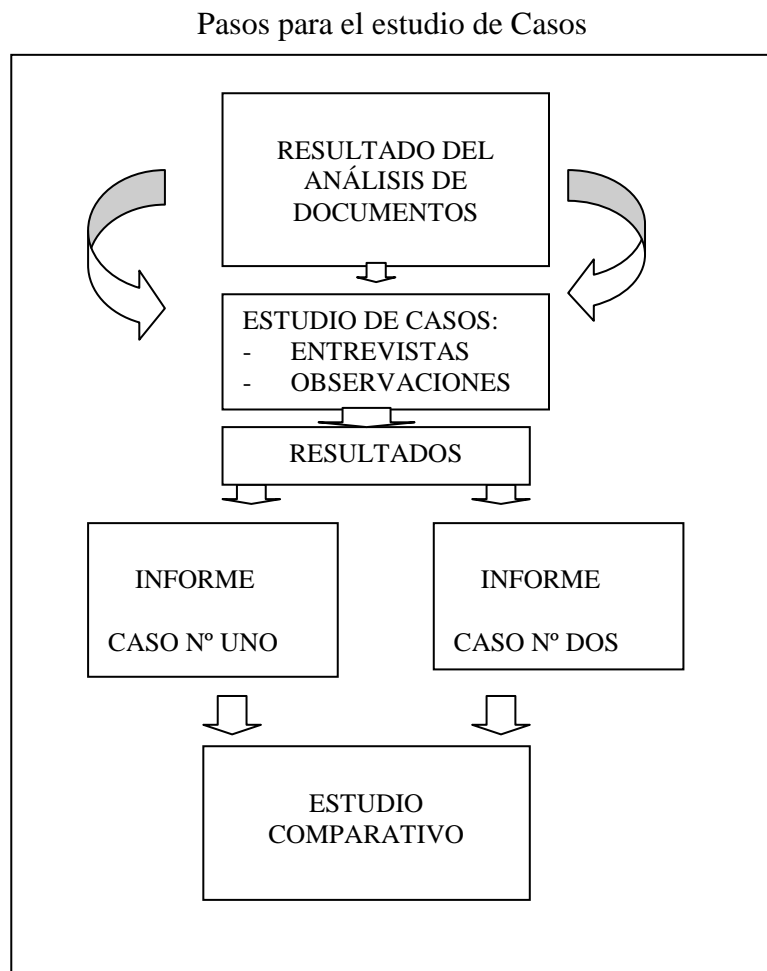 Pasos para el estudio de Casos
RESULTADO DEL
ANÁLISIS DE
DOCUMENTOS
ESTUDIO DE CASOS:
- ENTREVISTAS
- OBSERVACIONES
RESULTADOS
INFORME
CASO Nº UNO
INFORME
CASO Nº DOS
ESTUDIO
COMPARATIVO